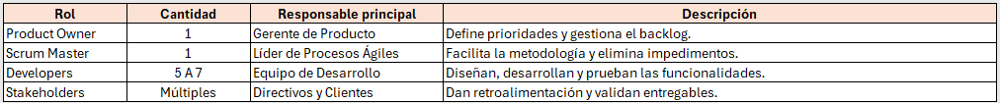 Rol Cantidad Responsable principal Descripción
Product Owner 1 Gerente de Producto Define prioridades y gestiona el backlog.
Scrum Master 1 Líder de Procesos Ágiles Facilita la metodología y elimina impedimentos.
Developers 5 A 7 Equipo de Desarrollo Diseñan, desarrollan y prueban las funcionalidades.
Stakeholders Múltiples Directivos y Clientes Dan retroalimentación y validan entregables.